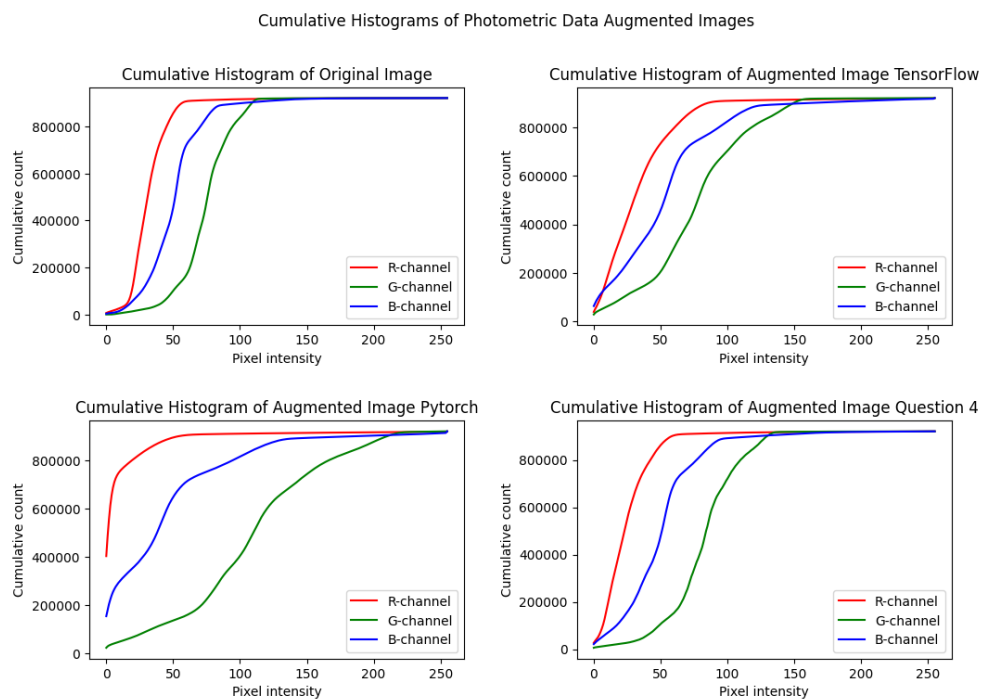 Cumulative Histograms of Photometric Data Augmented Images
Cumulative Histogram of Original Image
Cumulative count
800000
600000
400000
200000
0
R-channel
G-channel
B-channel
0 50 100 150 200 250
Pixel intensity
Cumulative Histogram of Augmented Image TensorFlow
Cumulative count
800000
600000
400000
200000
0
R-channel
G-channel
B-channel
0 50 100 150 200 250
Pixel intensity
Cumulative Histogram of Augmented Image Pytorch
Cumulative count
800000
600000
400000
200000
0
R-channel
G-channel
B-channel
0 50 100 150 200 250
Pixel intensity
Cumulative Histogram of Augmented Image Question 4
Cumulative count
800000
600000
400000
200000
0
R-channel
G-channel
B-channel
0 50 100 150 200 250
Pixel intensity